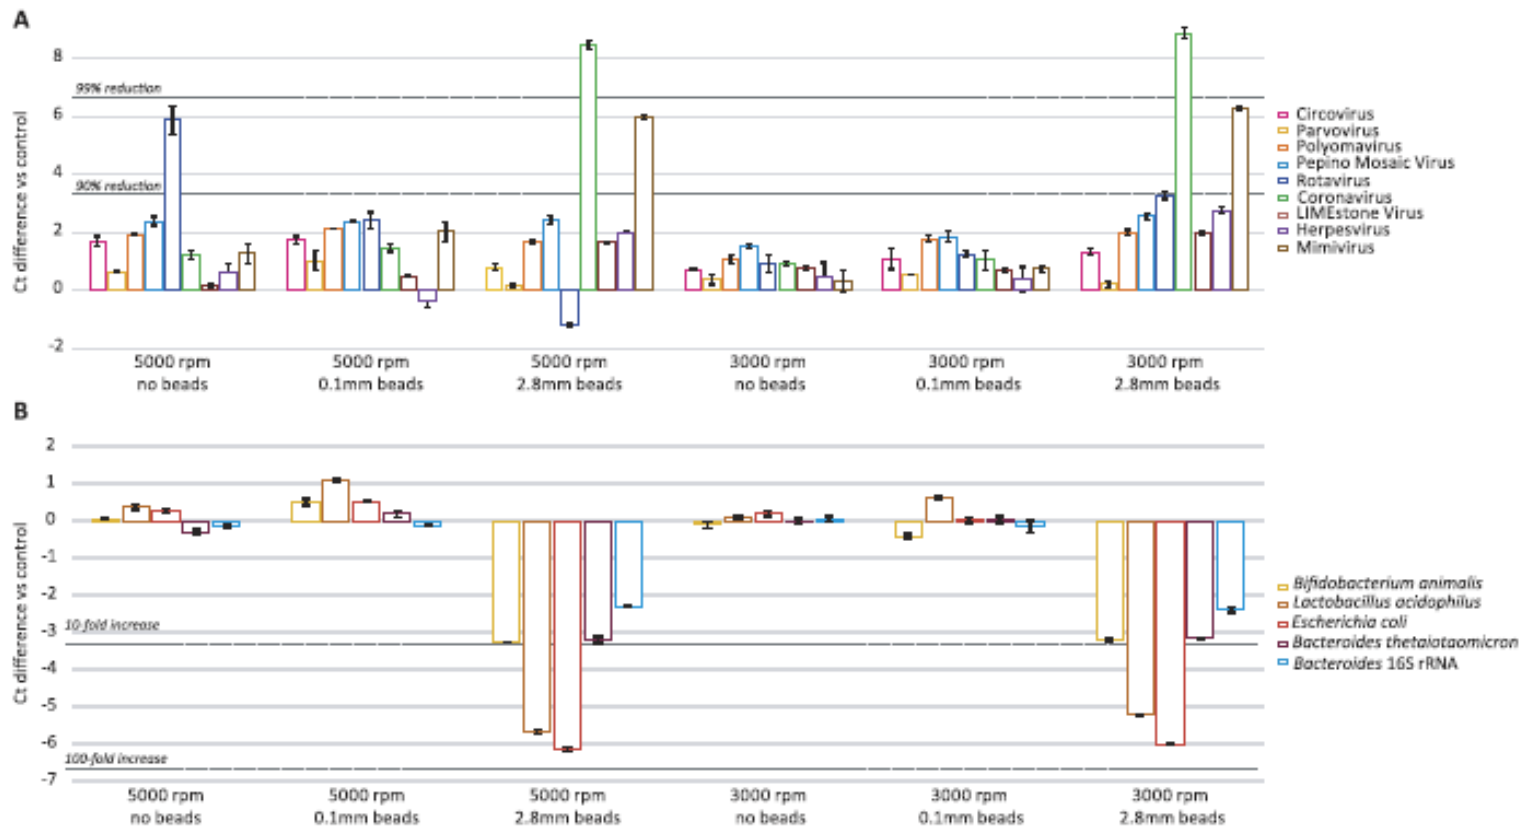 A
8
6
4
2
0
-2
Ct difference vs control
99% reduction
90% reduction
5000 rpm
no beads
5000 rpm
0.1mm beads
5000 rpm
2.8mm beads
3000 rpm
no beads
3000 rpm
0.1mm beads
3000 rpm
2.8mm beads
Circovirus
Parvovirus
Polyomavirus
Pepino Mosaic Virus
Rotavirus
Coronavirus
LIMEstone Virus
Herpesvirus
Mimivirus
B
2
1
0
-1
-2
-3
-4
-5
-6
-7
Ct difference vs control
10-fold increase
100-fold increase
5000 rpm
no beads
5000 rpm
0.1mm beads
5000 rpm
2.8mm beads
3000 rpm
no beads
3000 rpm
0.1mm beads
3000 rpm
2.8mm beads
Bifidobacterium animalis
Lactobacillus acidophilus
Escherichia coli
Bacteroides thetaiotaomicron
Bacteroides 16S rRNA